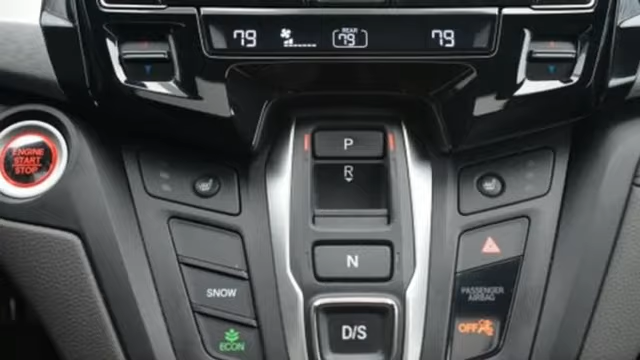 79
REAR
79
79
ENGINE
START
STOP
P
R
N
D/S
SNOW
ECON
PASSENGER
AIRBAG
OFF